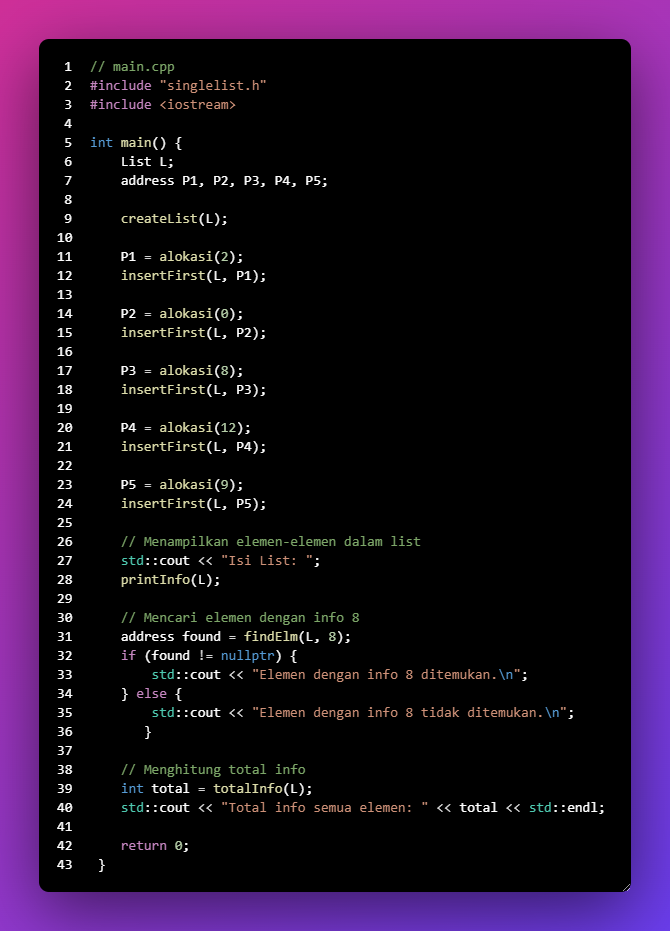 1 // main.cpp
2 #include "singlelist.h"
3 #include <iostream>
4
5 int main() {
6 List L;
7 address P1, P2, P3, P4, P5;
8
9 createList(L);
10
11 P1 = alokasi(2);
12 insertFirst(L, P1);
13
14 P2 = alokasi(0);
15 insertFirst(L, P2);
16
17 P3 = alokasi(8);
18 insertFirst(L, P3);
19
20 P4 = alokasi(12);
21 insertFirst(L, P4);
22
23 P5 = alokasi(9);
24 insertFirst(L, P5);
25
26 // Menampilkan elemen-elemen dalam list
27 std::cout << "Isi List: ";
28 printInfo(L);
29
30 // Mencari elemen dengan info 8
31 address found = findElm(L, 8);
32 if (found != nullptr) {
33 std::cout << "Elemen dengan info 8 ditemukan.\n";
34 } else {
35 std::cout << "Elemen dengan info 8 tidak ditemukan.\n";
36 }
37
38 // Menghitung total info
39 int total = totalInfo(L);
40 std::cout << "Total info semua elemen: " << total << std::endl;
41
42 return 0;
43 }